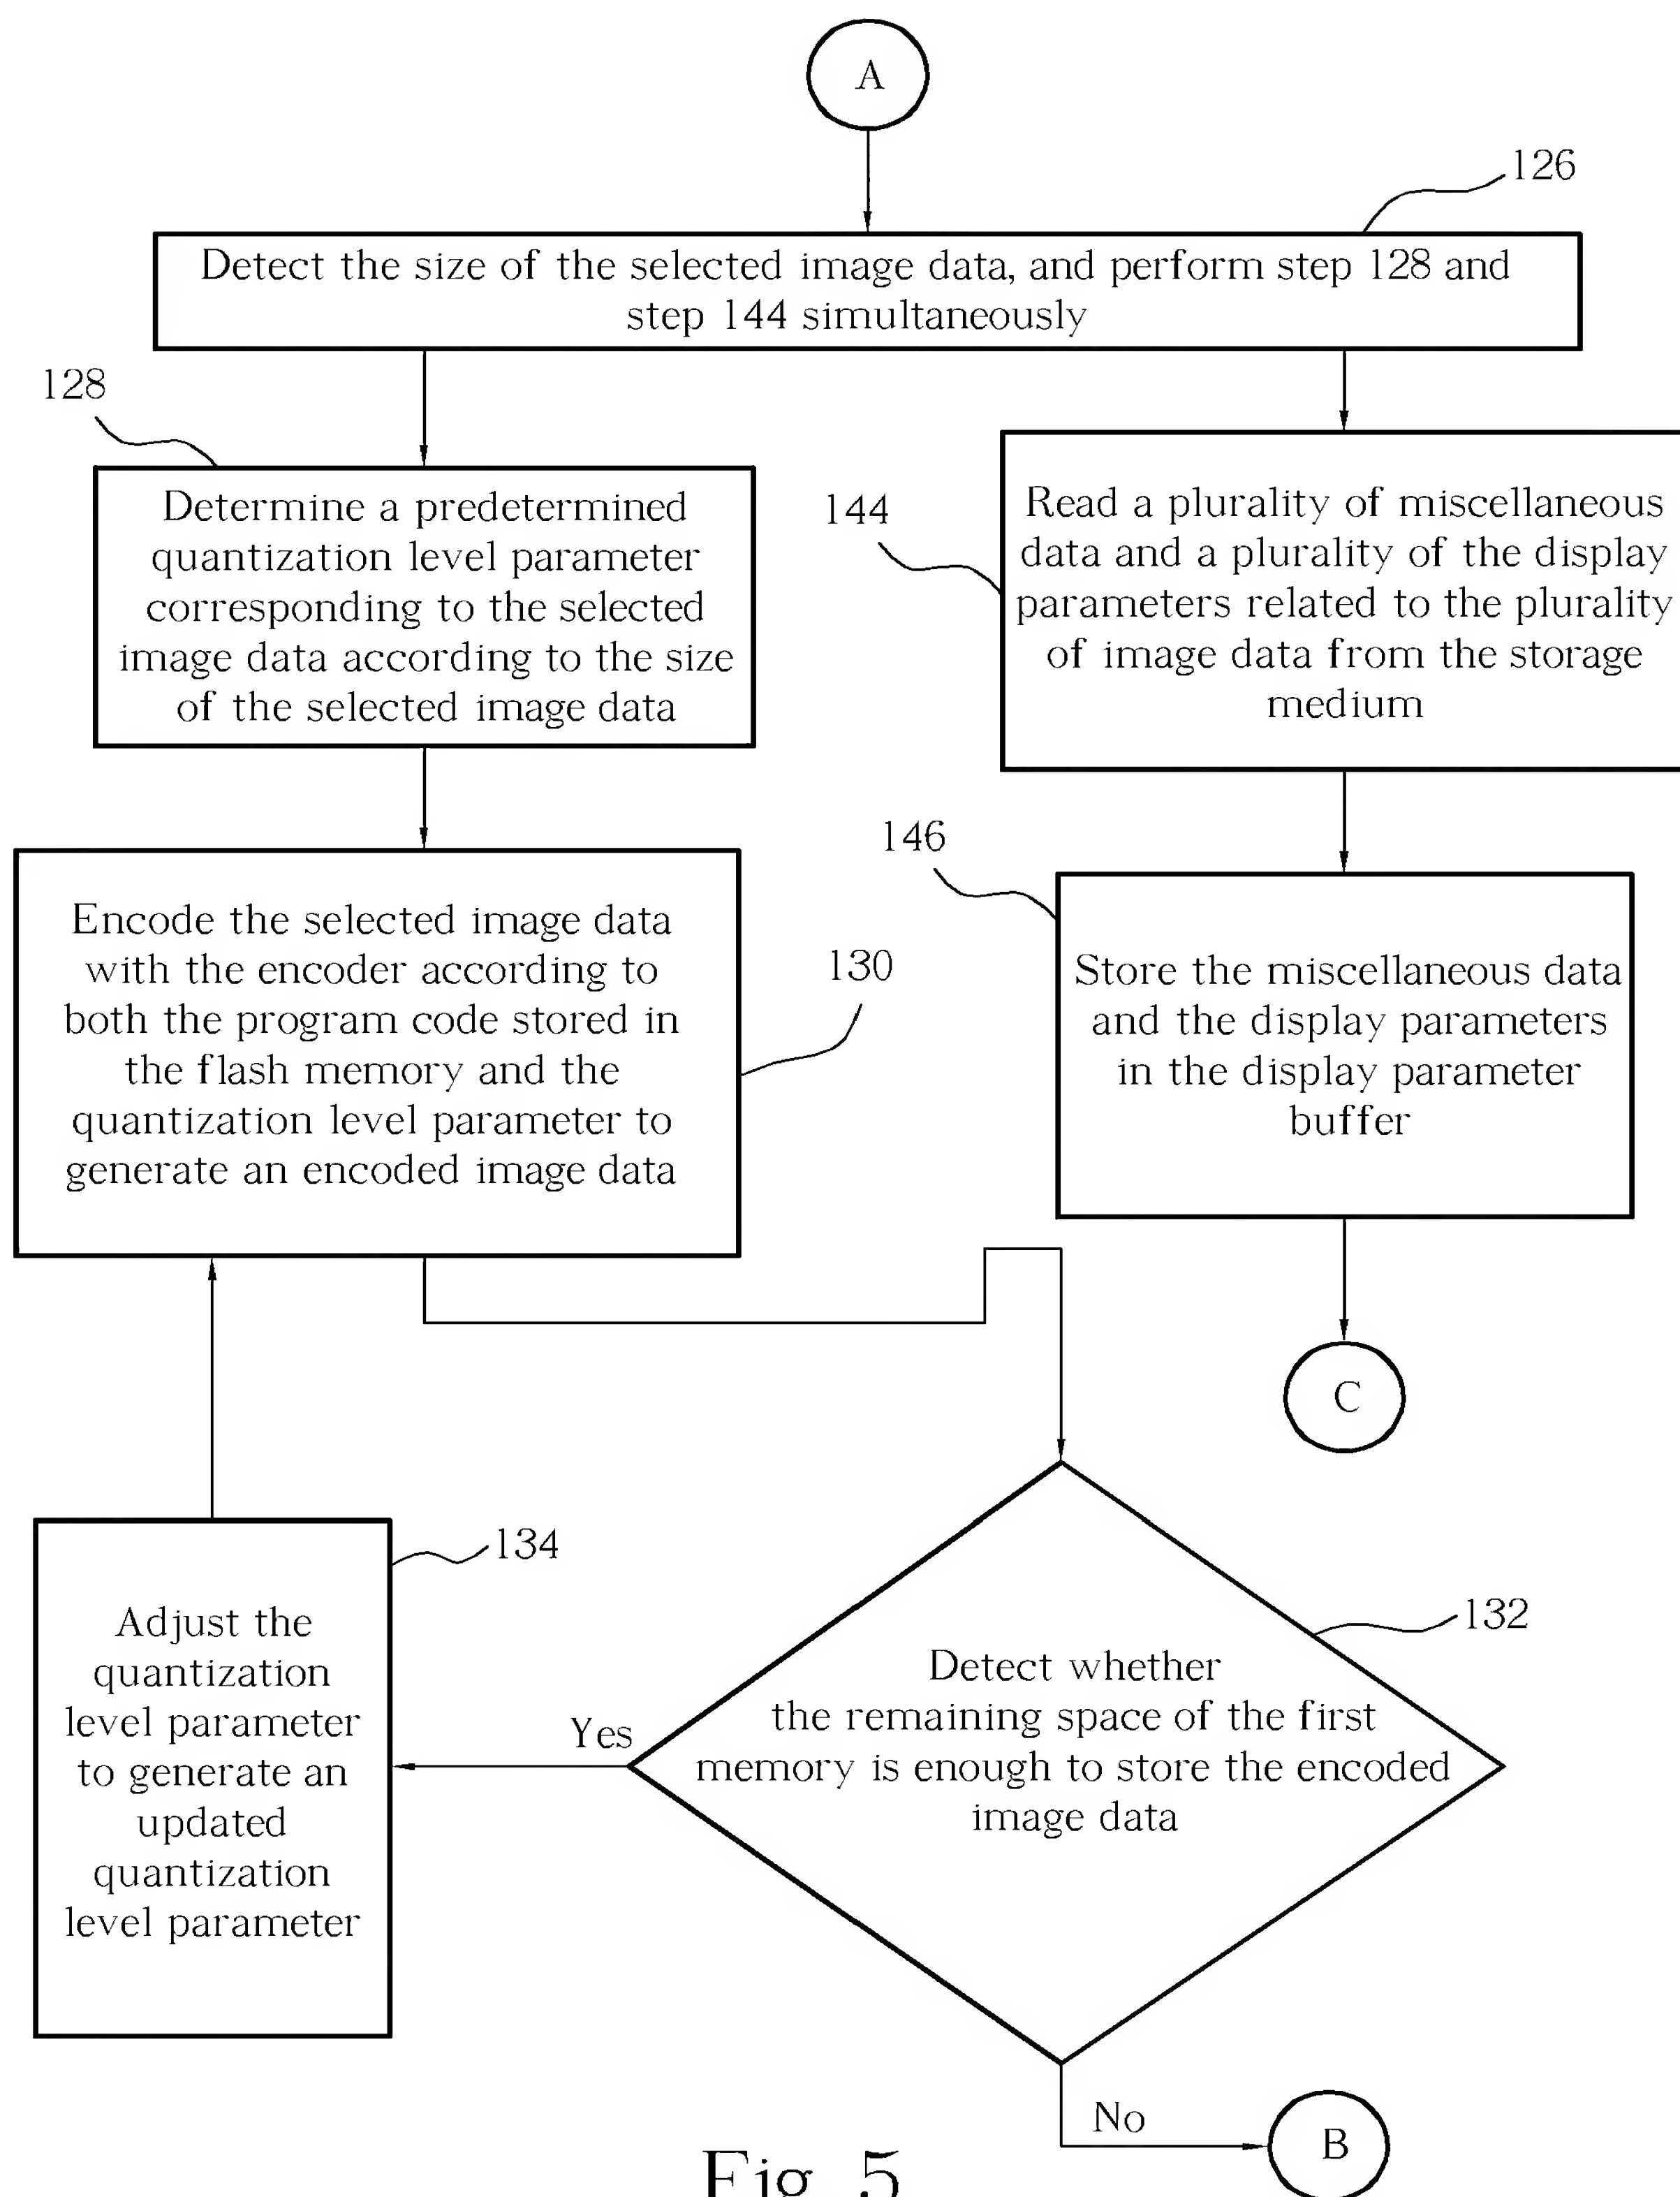 A
126
Detect the size of the selected image data, and perform step 128 and
step 144 simultaneously
128
Determine a predetermined
quantization level parameter
corresponding to the selected
image data according to the size
of the selected image data
144
Read a plurality of miscellaneous
data and a plurality of the display
parameters related to the plurality
of image data from the storage
medium
130
Encode the selected image data
with the encoder according to
both the program code stored in
the flash memory and the
quantization level parameter to
generate an encoded image data
146
Store the miscellaneous data
and the display parameters
in the display parameter
buffer
C
134
Adjust the
quantization
level parameter
to generate an
updated
quantization
level parameter
Yes
132
Detect whether
the remaining space of the first
memory is enough to store the encoded
image data
No
B
Fig. 5